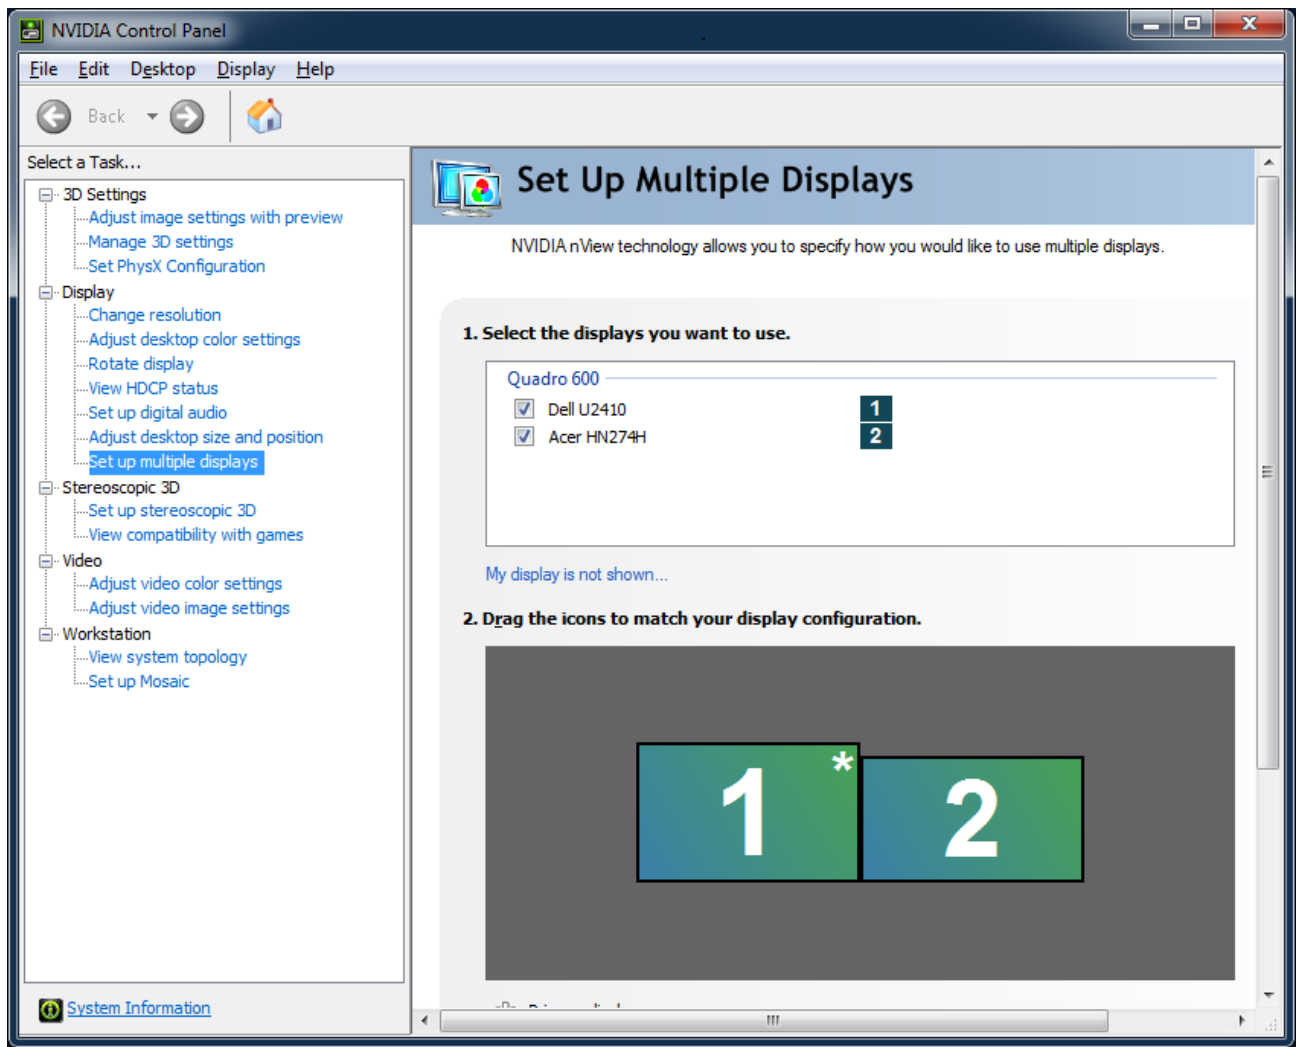 NVIDIA Control Panel
File Edit Desktop Display Help
Back
Select a Task...
3D Settings
Adjust image settings with preview
Manage 3D settings
Set PhysX Configuration
Display
Change resolution
Adjust desktop color settings
Rotate display
View HDCP status
Set up digital audio
Adjust desktop size and position
Set up multiple displays
Stereoscopic 3D
Set up stereoscopic 3D
View compatibility with games
Video
Adjust video color settings
Adjust video image settings
Workstation
View system topology
Set up Mosaic
System Information
Set Up Multiple Displays
NVIDIA nView technology allows you to specify how you would like to use multiple displays.
1. Select the displays you want to use.
Quadro 600
Dell U2410 1
Acer HN274H 2
My display is not shown...
2. Drag the icons to match your display configuration.
1 * 2